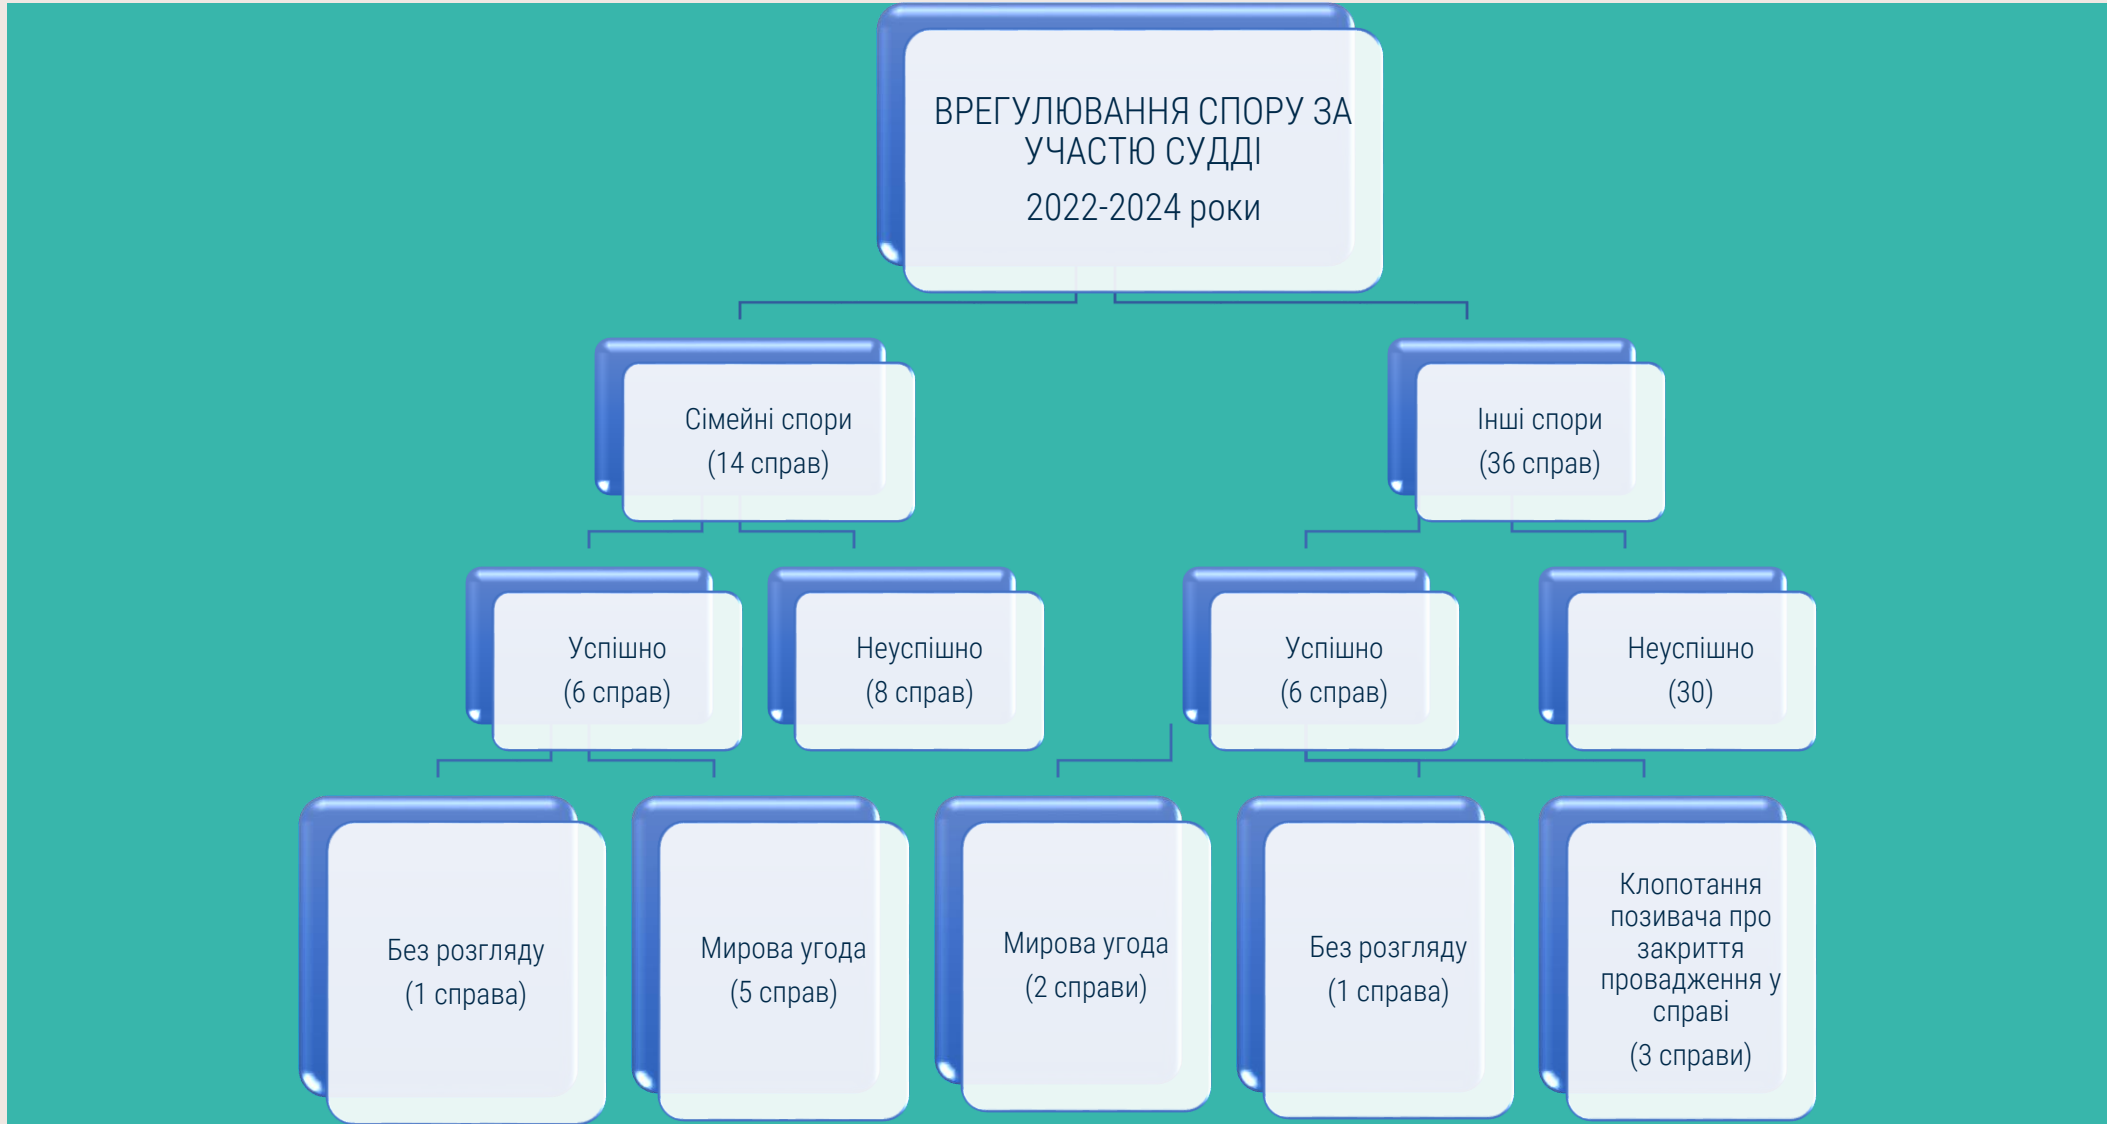 ВРЕГУЛЮВАННЯ СПОРУ ЗА
УЧАСТЮ СУДДІ
2022-2024 роки
Сімейні спори
(14 справ)
Інші спори
(36 справ)
Успішно
(6 справ)
Неуспішно
(8 справ)
Успішно
(6 справ)
Неуспішно
(30)
Без розгляду
(1 справа)
Мирова угода
(5 справ)
Мирова угода
(2 справи)
Без розгляду
(1 справа)
Клопотання
позивача про
закриття
провадження у
справі
(3 справи)